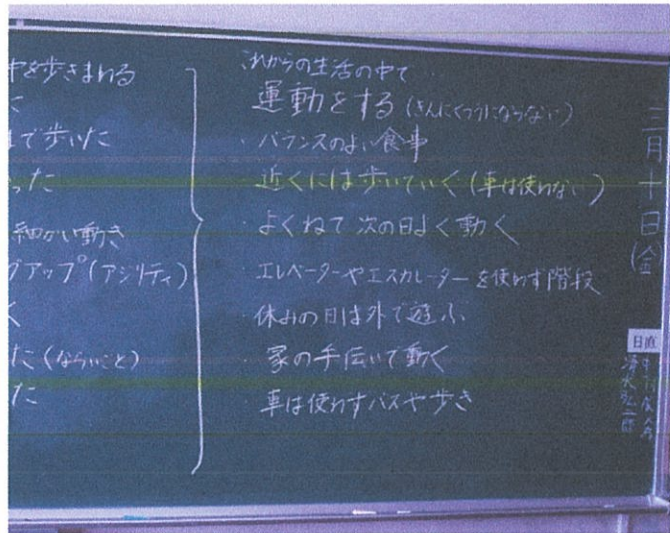 中を歩きまわる
く
まで歩いた
った
細かい動き
グアップ(アジリティ)
く
た(ならいごと)
た
これからの生活の中で…
運動をする(きんにくつうにならない)
・バランスのよい食事
・近くには歩いていく(車は使わない)
・よくねて次の日よく動く
・エレベーターやエスカレーターを使わず階段
・休みの日は外で遊ぶ
・家の手伝いで動く
・車は使わずバスや歩き
三月十日(金)
日直